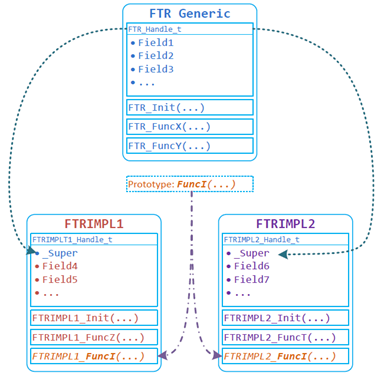 FTR Generic
FTR_Handle_t
Field1
Field2
Field3
...
FTR_Init(...)
FTR_FuncX(...)
FTR_FuncY(...)
Prototype: FuncI(...)
FTRIMPL1
FTRIMPLT1_Handle_t
_Super
Field4
Field5
...
FTRIMPL1_Init(...)
FTRIMPL1_FuncZ(...)
FTRIMPL1_FuncI(...)
FTRIMPL2
FTRIMPL2_Handle_t
_Super
Field6
Field7
...
FTRIMPL2_Init(...)
FTRIMPL2_FuncT(...)
FTRIMPL2_FuncI(...)